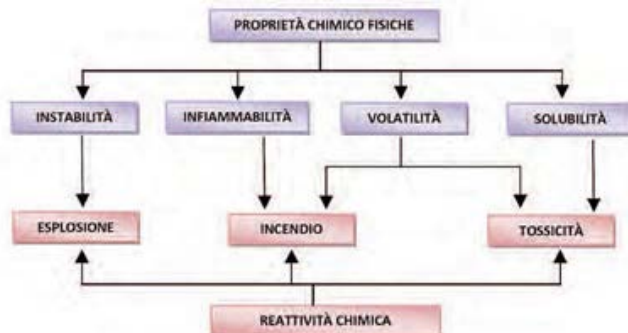 PROPRIETÀ CHIMICO FISICHE
INSTABILITÀ
INFIAMMABILITÀ
VOLATILITÀ
SOLUBILITÀ
ESPLOSIONE
INCENDIO
TOSSICITÀ
REATTIVITÀ CHIMICA